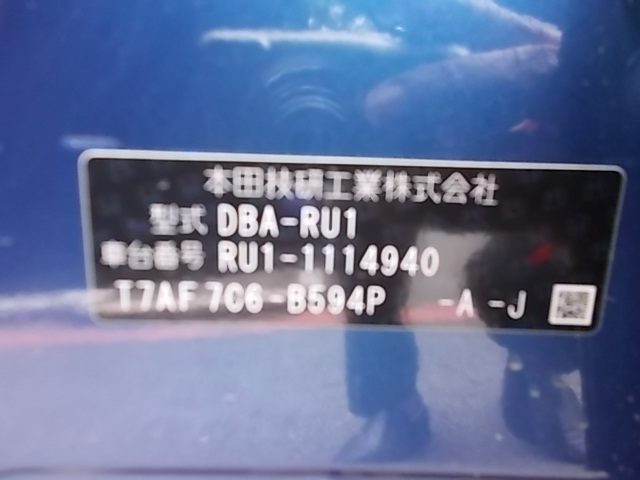 本田技研工業株式会社
型式 DBA-RU1
車台番号 RU1-1114940
T7AF 7C6-B594P -A -J